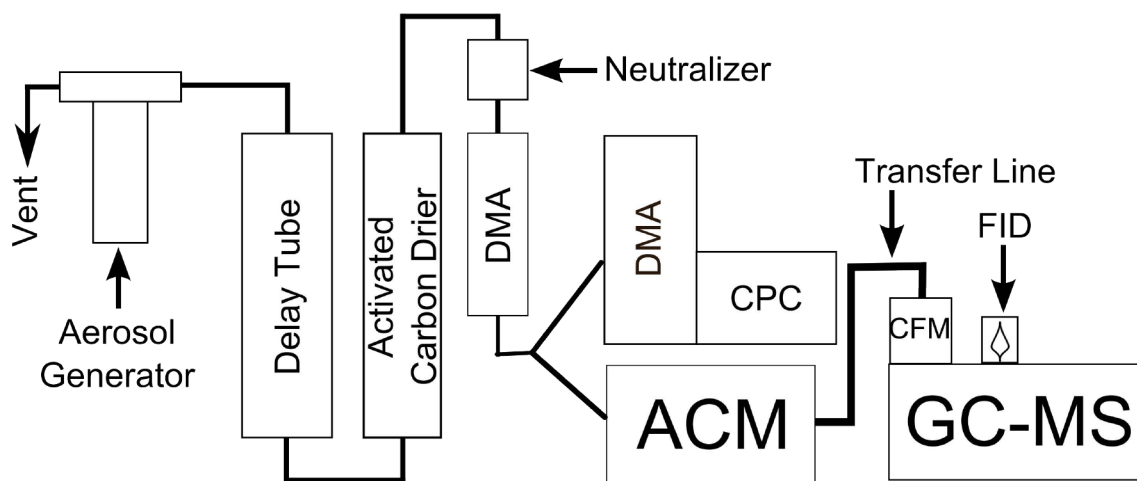 Vent
Aerosol
Generator
Delay Tube
Activated
Carbon Drier
Neutralizer
DMA
DMA
CPC
ACM
Transfer Line
FID
CFM
GC-MS